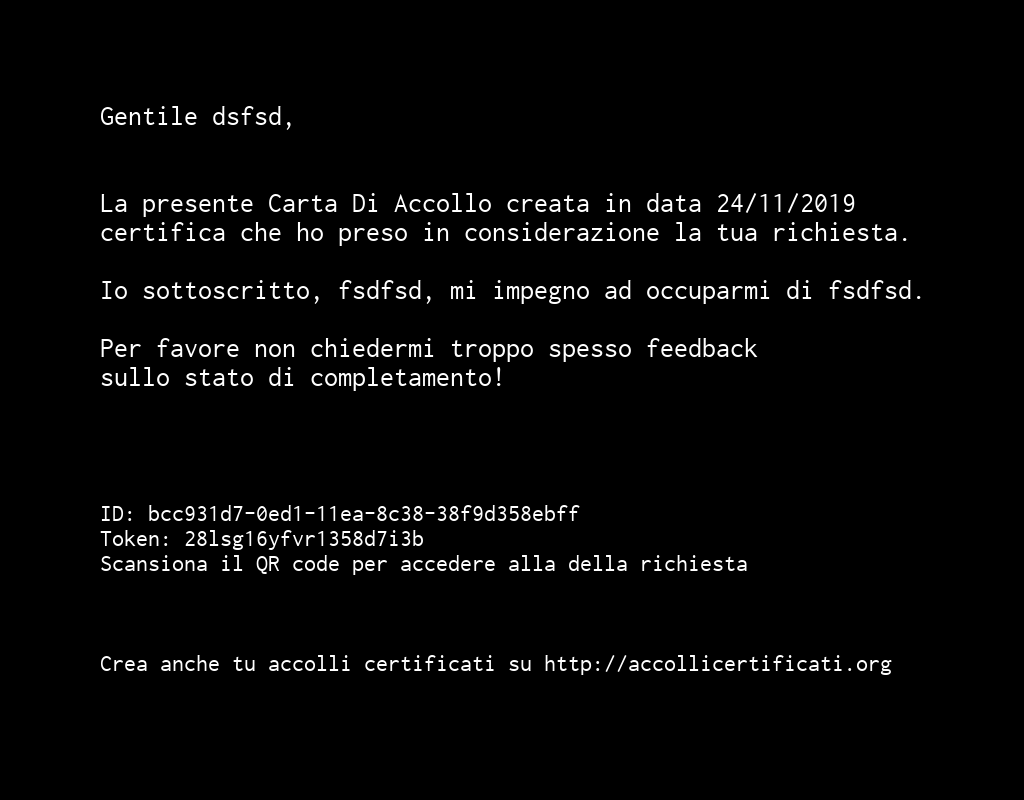 Gentile dsfsd,
La presente Carta Di Accollo creata in data 24/11/2019
certifica che ho preso in considerazione la tua richiesta.
Io sottoscritto, fsdfsd, mi impegno ad occuparmi di fsdfsd.
Per favore non chiedermi troppo spesso feedback
sullo stato di completamento!
ID: bcc931d7-0ed1-11ea-8c38-38f9d358ebff
Token: 28lsg16yfvr1358d7i3b
Scansiona il QR code per accedere alla della richiesta
Crea anche tu accolli certificati su http://accollicertificati.org